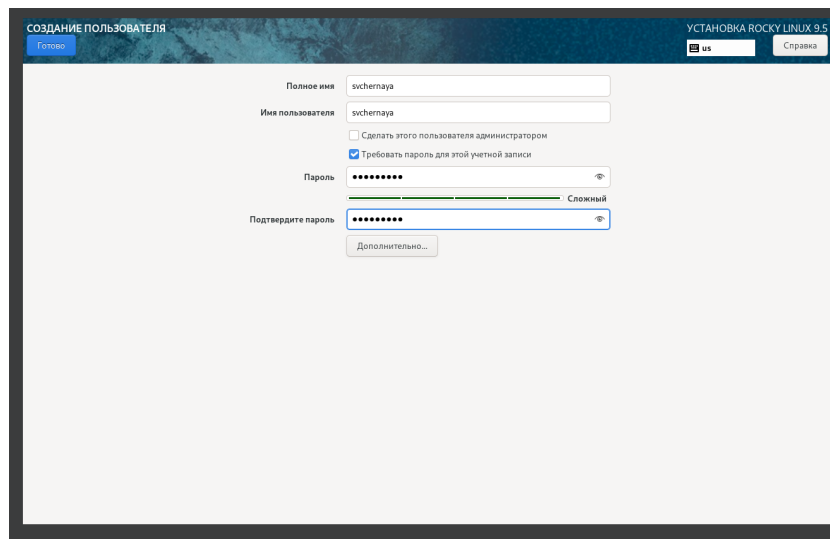 СОЗДАНИЕ ПОЛЬЗОВАТЕЛЯ
УСТАНОВКА ROCKY LINUX 9.5
Готово
us
Справка
Полное имя svchernaya
Имя пользователя svchernaya
Сделать этого пользователя администратором
Требовать пароль для этой учетной записи
Пароль •••••••••
Сложный
Подтвердите пароль •••••••••
Дополнительно...